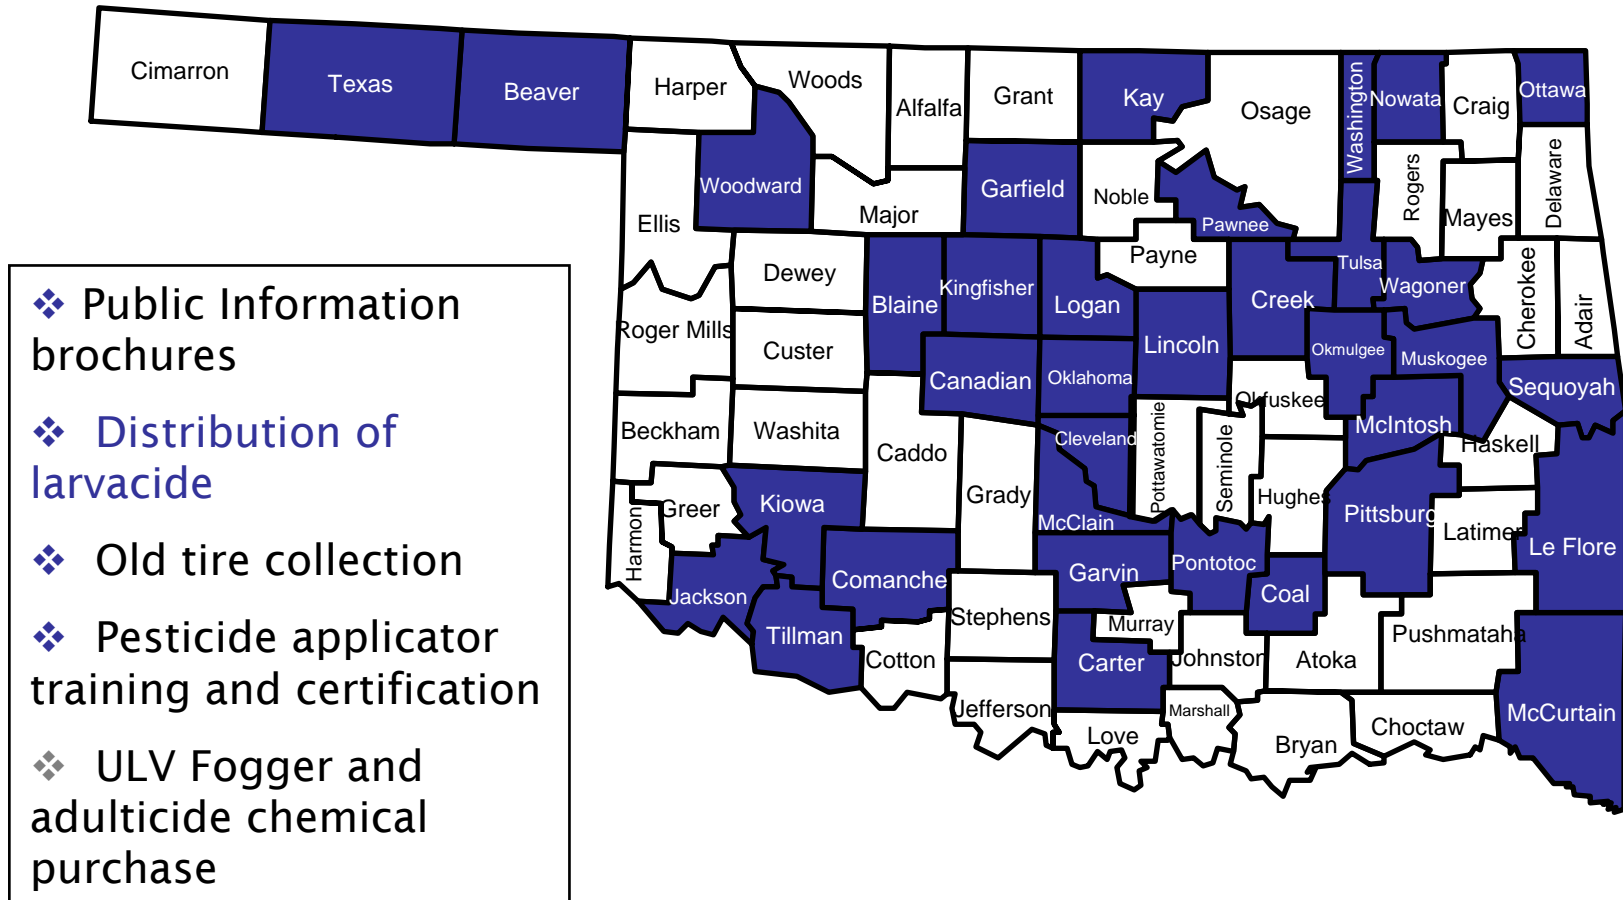 Cimarron
Texas
Beaver
Harper
Woods
Alfalfa
Grant
Kay
Osage
Washington
Nowata
Craig
Ottawa
Woodward
Ellis
Major
Garfield
Noble
Pawnee
Rogers
Mayes
Delaware
Dewey
Blaine
Kingfisher
Logan
Payne
Creek
Tulsa
Wagoner
Cherokee
Adair
Roger Mills
Custer
Canadian
Oklahoma
Lincoln
Okmulgee
Muskogee
Sequoyah
Beckham
Washita
Caddo
Grady
Cleveland
Pottawatomie
Seminole
Okfuskee
McIntosh
Haskell
Hughes
Greer
Kiowa
McClain
Pittsburg
Latimer
Le Flore
Harmon
Jackson
Comanche
Garvin
Pontotoc
Coal
Tillman
Stephens
Murray
Pushmataha
Cotton
Carter
Johnston
Atoka
Jefferson
Love
Marshall
Bryan
Choctaw
McCurtain
❖ Public Information
brochures
❖ Distribution of
larvacide
❖ Old tire collection
❖ Pesticide applicator
training and certification
❖ ULV Fogger and
adulticide chemical
purchase